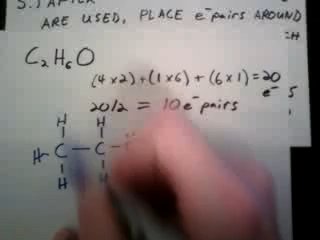 ARE USED, PLACE e⁻ pairs AROUND
C₂H₆O
(4×2)+(1×6)+(6×1)=20 e⁻
20/2 = 10 e⁻ pairs
H H
H-C-C-
H H